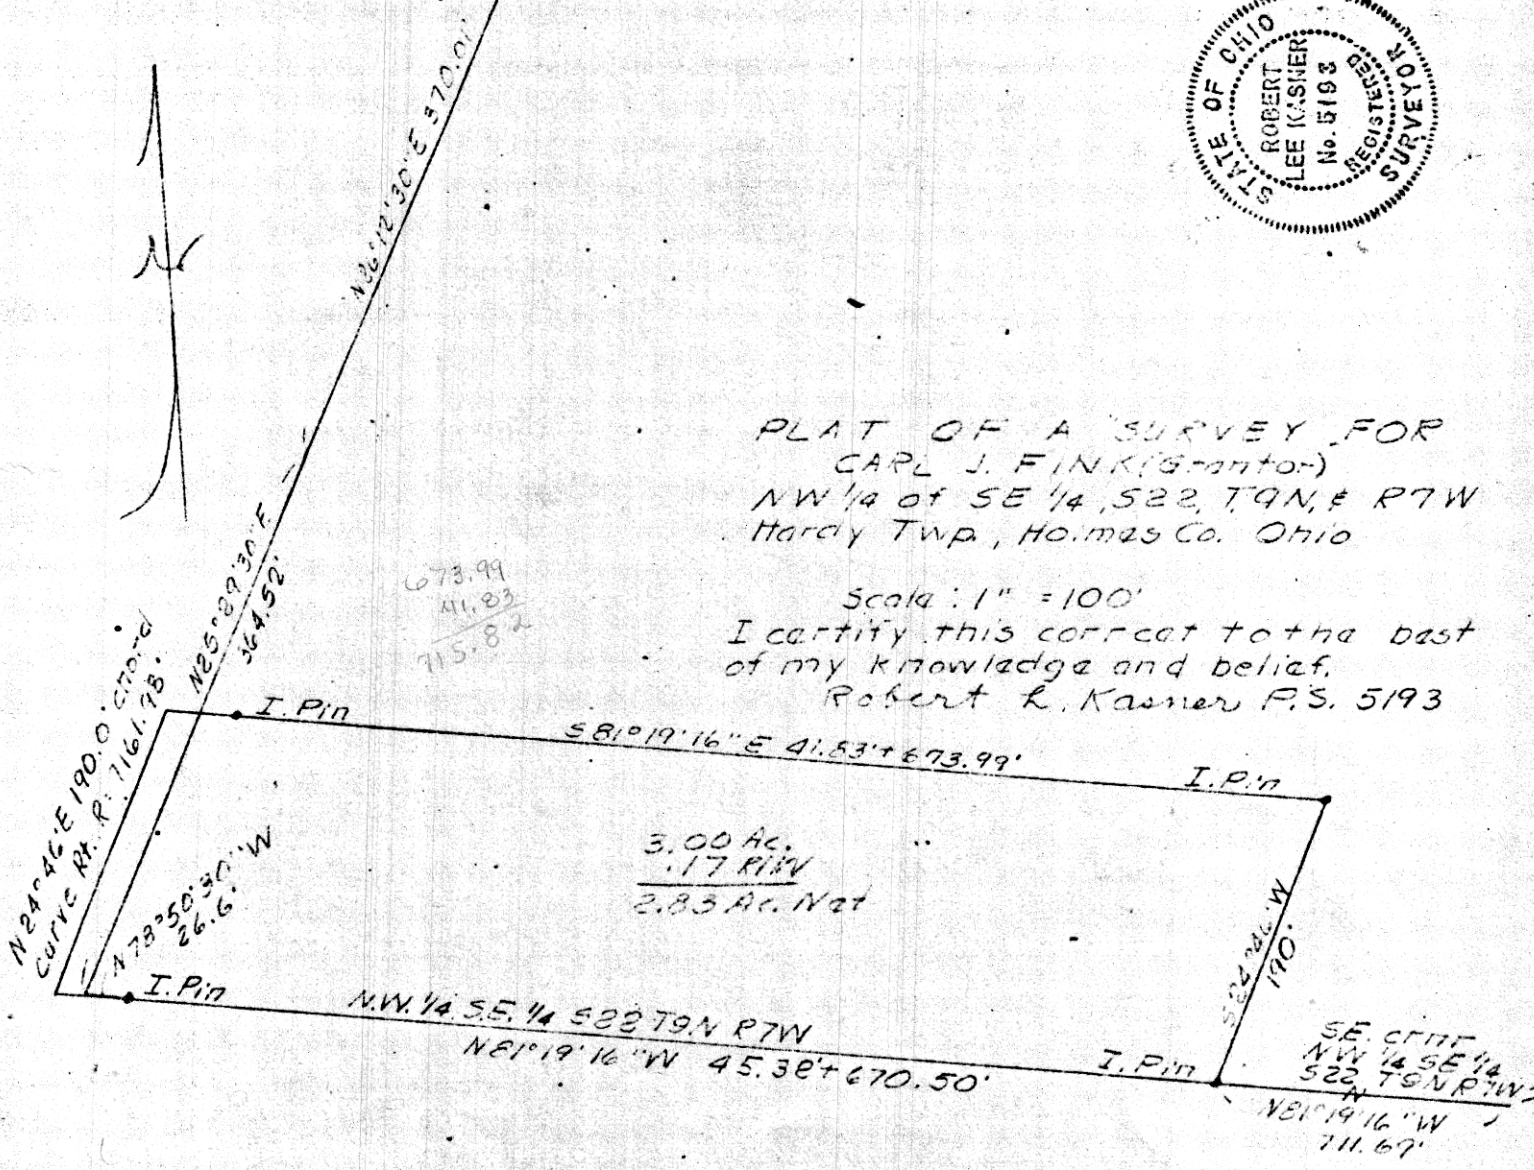 STATE OF OHIO
REGISTERED SURVEYOR
ROBERT
LEE KASNER
No. 5193
N26°12'30"E 370.01'
N25°29'30"E
364.52'
673.99
41.83
715.82
PLAT OF A SURVEY FOR
CARL J. FINK (Grantor)
NW 1/4 of SE 1/4, S22, T9N, & R7W
Hardy Twp., Holmes Co. Ohio
Scale: 1" = 100'
I certify this correct to the best
of my knowledge and belief.
Robert L. Kasner P.S. 5193
N24°46'E 190.0' chord
Curve Rt. R= 7161.98'
I. Pin
S81°19'16"E 41.83'+673.99'
I. Pin
N78°50'30"W
26.6'
3.00 Ac.
.17 R/W
2.83 Ac. Net
S24°46'W
190'
I. Pin
N.W. 1/4 S.E. 1/4 S22 T9N R7W
N81°19'16"W 45.38'+670.50'
I. Pin
SE. crnr
NW 1/4 SE 1/4
S22 T9N R7W
N81°19'16"W
711.67'